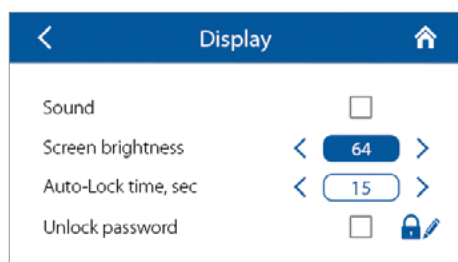 Display
Sound
Screen brightness 64
Auto-Lock time, sec 15
Unlock password